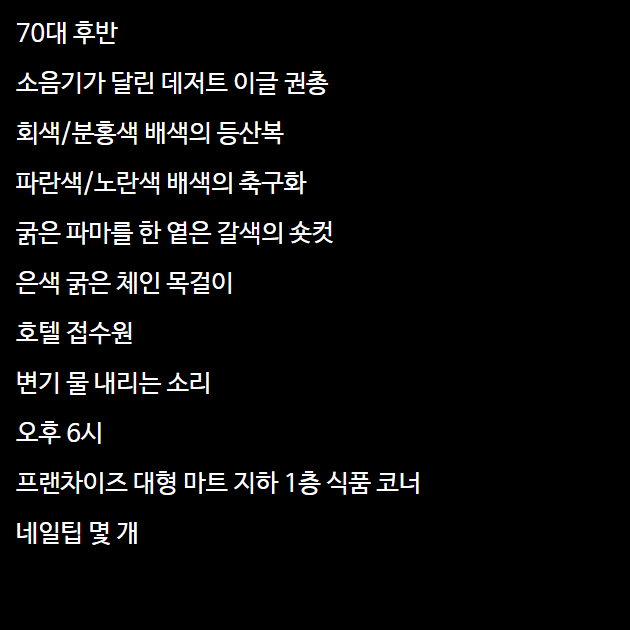 70대 후반
소음기가 달린 데저트 이글 권총
회색/분홍색 배색의 등산복
파란색/노란색 배색의 축구화
굵은 파마를 한 옅은 갈색의 숏컷
은색 굵은 체인 목걸이
호텔 접수원
변기 물 내리는 소리
오후 6시
프랜차이즈 대형 마트 지하 1층 식품 코너
네일팁 몇 개